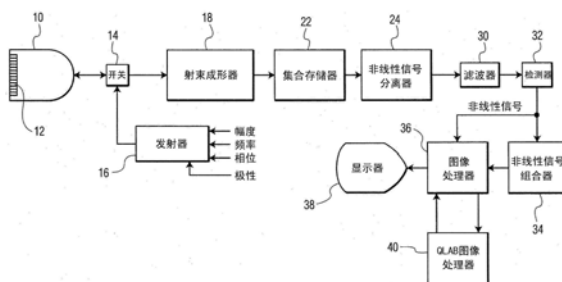 10
14
18
22
24
30
32
开关
射束成形器
集合存储器
非线性信号
分离器
滤波器
检测器
12
发射器
幅度
频率
相位
极性
16
非线性信号
36
显示器
图像
处理器
非线性信号
组合器
38
34
40
QLAB图像
处理器